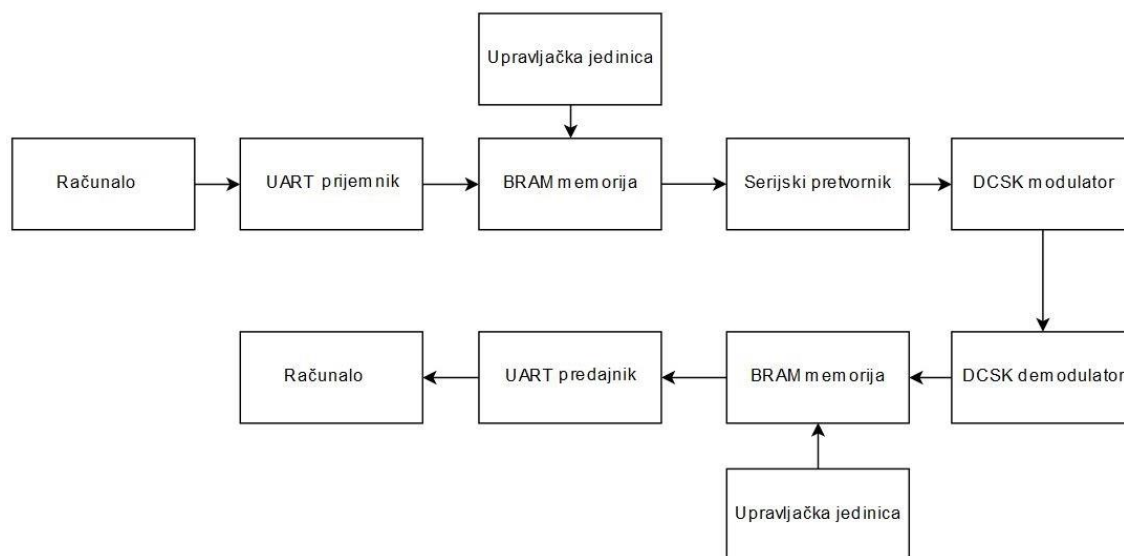 Upravljačka jedinica
Računalo
UART prijemnik
BRAM memorija
Serijski pretvornik
DCSK modulator
Računalo
UART predajnik
BRAM memorija
DCSK demodulator
Upravljačka jedinica